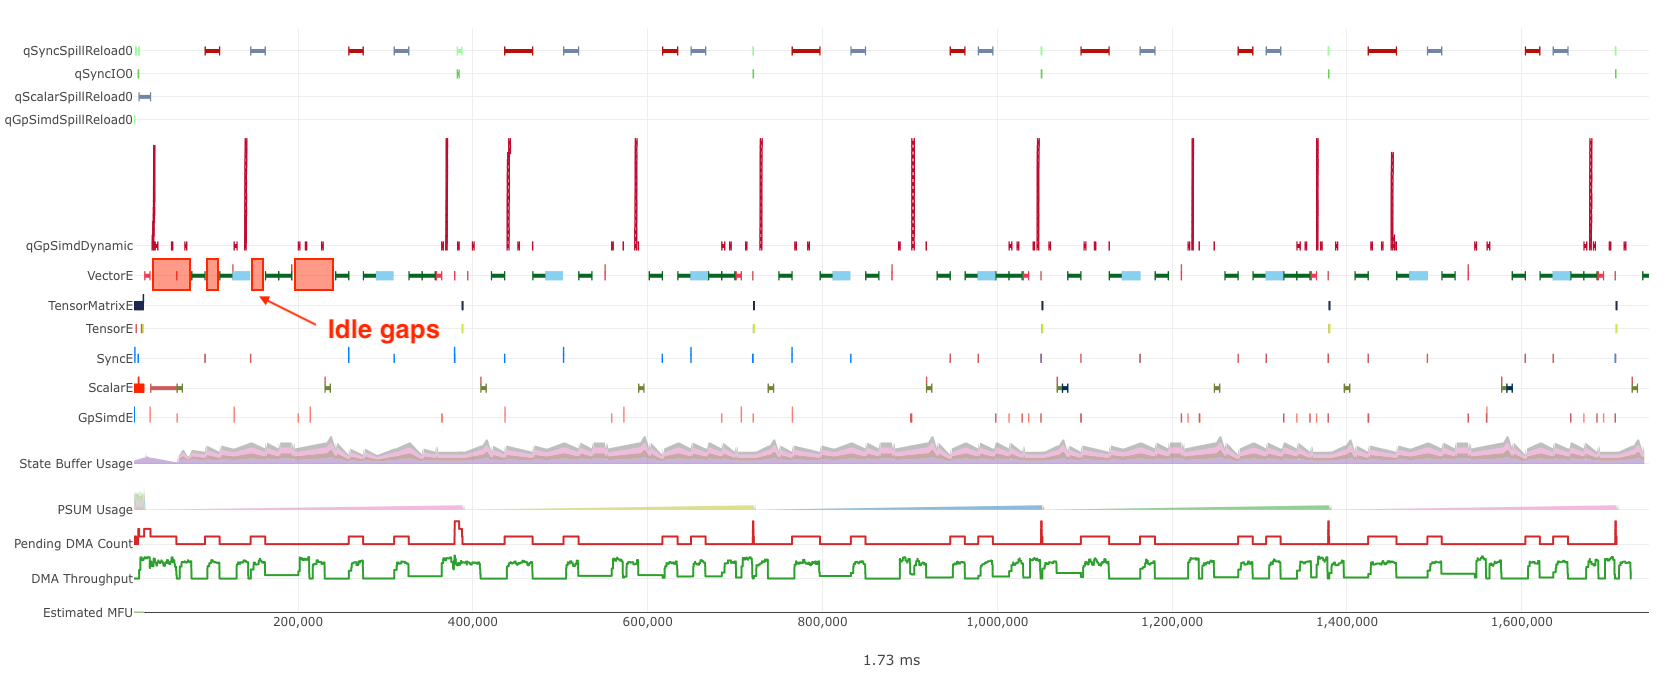 qSyncSpillReload0
qSyncIO0
qScalarSpillReload0
qGpSimdSpillReload0
qGpSimdDynamic
VectorE
TensorMatrixE
Idle gaps
TensorE
SyncE
ScalarE
GpSimdE
State Buffer Usage
PSUM Usage
Pending DMA Count
DMA Throughput
Estimated MFU
200,000 400,000 600,000 800,000 1,000,000 1,200,000 1,400,000 1,600,000
1.73 ms